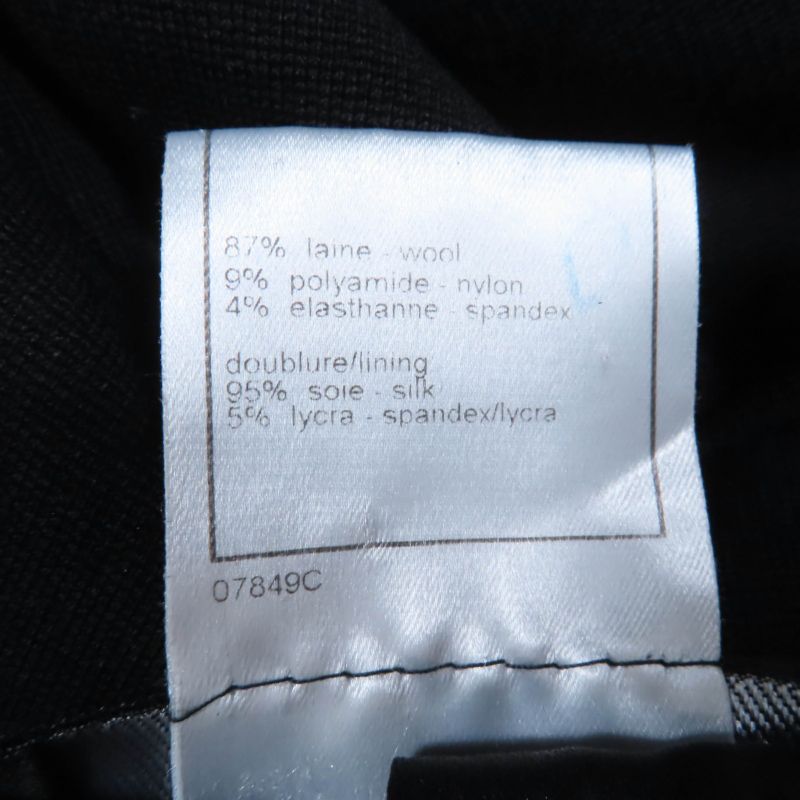 87% laine - wool
9% polyamide - nylon
4% elasthanne - spandex
doublure/lining
95% soie - silk
5% lycra - spandex/lycra
07849C